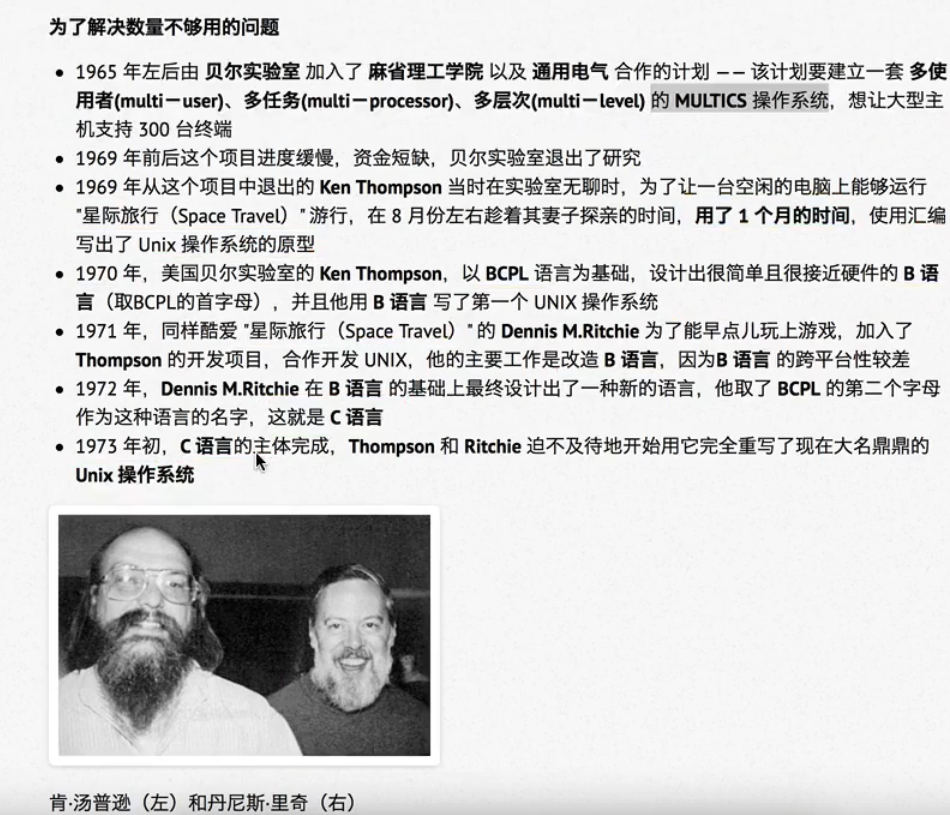 为了解决数量不够用的问题
• 1965 年左后由 贝尔实验室 加入了 麻省理工学院 以及 通用电气 合作的计划 —— 该计划要建立一套 多使
用者(multi－user)、多任务(multi－processor)、多层次(multi－level) 的 MULTICS 操作系统，想让大型主
机支持 300 台终端
• 1969 年前后这个项目进度缓慢，资金短缺，贝尔实验室退出了研究
• 1969 年从这个项目中退出的 Ken Thompson 当时在实验室无聊时，为了让一台空闲的电脑上能够运行
"星际旅行（Space Travel）"游行，在 8 月份左右趁着其妻子探亲的时间，用了 1 个月的时间，使用汇编
写出了 Unix 操作系统的原型
• 1970 年，美国贝尔实验室的 Ken Thompson，以 BCPL 语言为基础，设计出很简单且很接近硬件的 B 语
言（取BCPL的首字母），并且他用 B 语言 写了第一个 UNIX 操作系统
• 1971 年，同样酷爱 "星际旅行（Space Travel）"的 Dennis M.Ritchie 为了能早点儿玩上游戏，加入了
Thompson 的开发项目，合作开发 UNIX，他的主要工作是改造 B 语言，因为B 语言 的跨平台性较差
• 1972 年，Dennis M.Ritchie 在 B 语言 的基础上最终设计出了一种新的语言，他取了 BCPL 的第二个字母
作为这种语言的名字，这就是 C 语言
• 1973 年初，C 语言的主体完成，Thompson 和 Ritchie 迫不及待地开始用它完全重写了现在大名鼎鼎的
Unix 操作系统
肯·汤普逊（左）和丹尼斯·里奇（右）